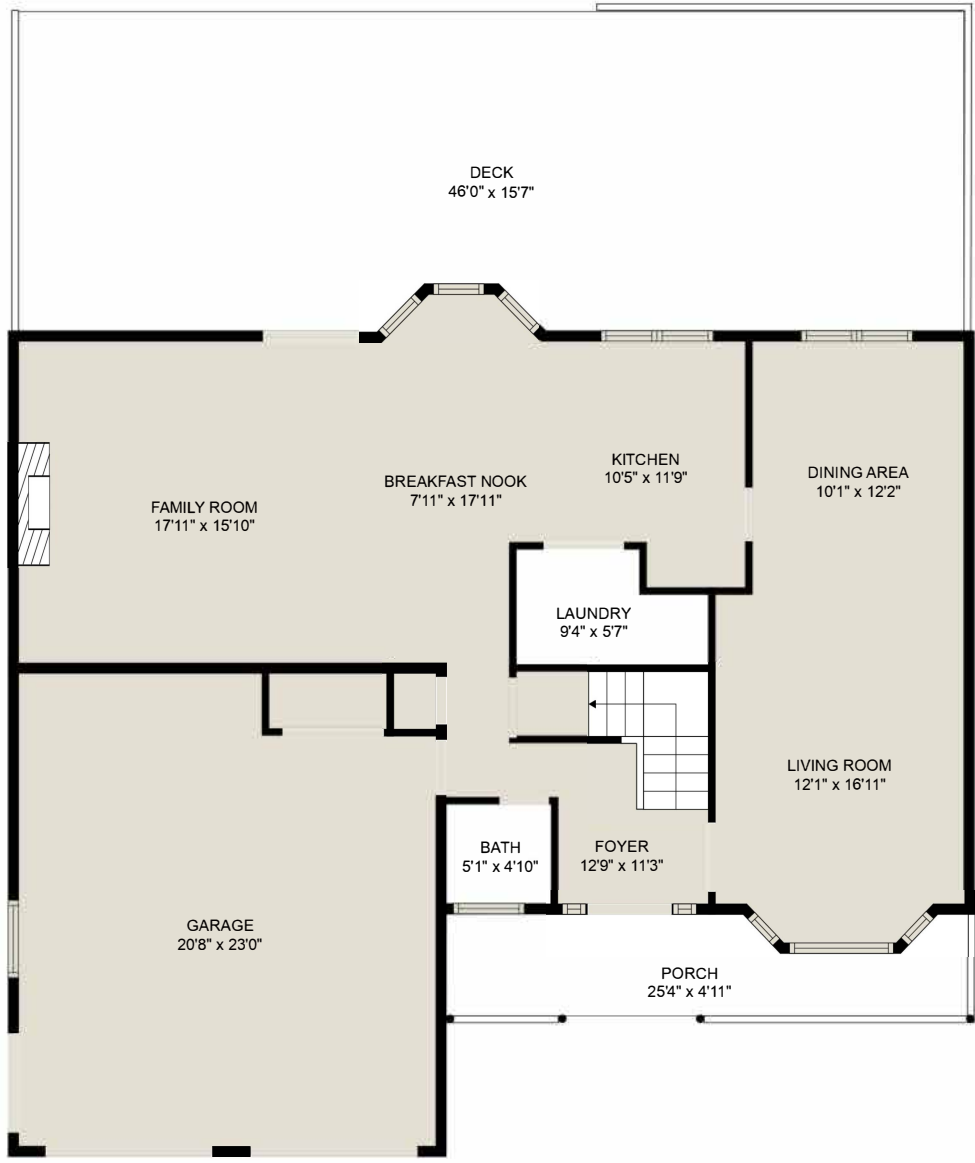 DECK
46'0" x 15'7"
KITCHEN
10'5" x 11'9"
DINING AREA
10'1" x 12'2"
BREAKFAST NOOK
7'11" x 17'11"
FAMILY ROOM
17'11" x 15'10"
LAUNDRY
9'4" x 5'7"
LIVING ROOM
12'1" x 16'11"
BATH
5'1" x 4'10"
FOYER
12'9" x 11'3"
GARAGE
20'8" x 23'0"
PORCH
25'4" x 4'11"